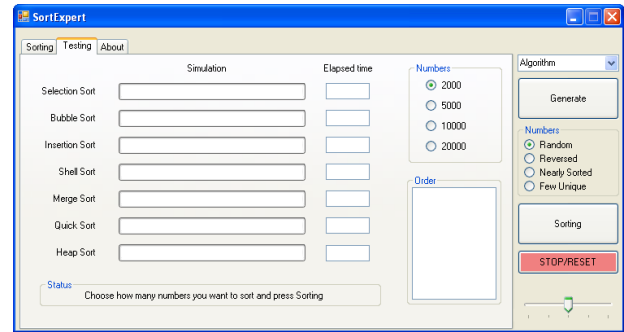 SortExpert
Sorting Testing About
Simulation Elapsed time
Selection Sort
Bubble Sort
Insertion Sort
Shell Sort
Merge Sort
Quick Sort
Heap Sort
Numbers
2000
5000
10000
20000
Order
Status
Choose how many numbers you want to sort and press Sorting
Algorithm
Generate
Numbers
Random
Reversed
Nearly Sorted
Few Unique
Sorting
STOP/RESET